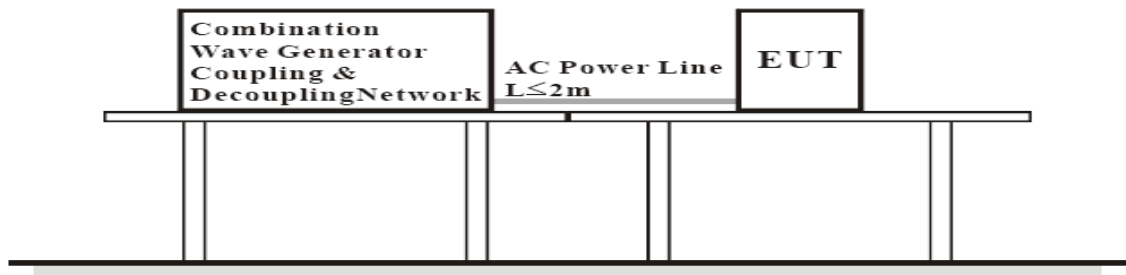 Combination
Wave Generator
Coupling &
DecouplingNetwork
AC Power Line
L≤2m
EUT